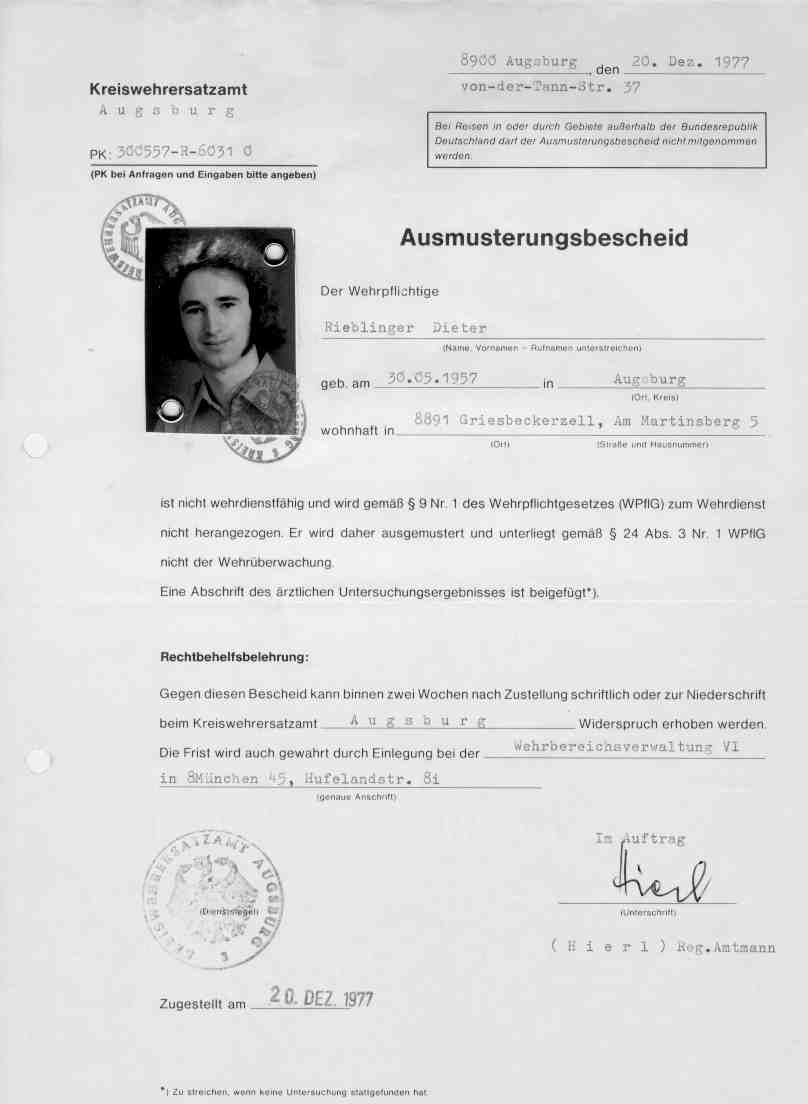 8900 Augsburg, den 20. Dez. 1977
von-der-Tann-Str. 37
Kreiswehrersatzamt
Augsburg
PK: 300557-R-6031 0
(PK bei Anfragen und Eingaben bitte angeben)
Bei Reisen in oder durch Gebiete außerhalb der Bundesrepublik
Deutschland darf der Ausmusterungsbescheid nicht mitgenommen
werden.
KREISWEHRERSATZAMT AUG
Ausmusterungsbescheid
Der Wehrpflichtige
Rieblinger Dieter
(Name, Vornamen – Rufnamen unterstreichen)
geb. am 30.05.1957 in Augsburg
(Ort, Kreis)
wohnhaft in 8891 Griesbeckerzell, Am Martinsberg 5
(Ort) (Straße und Hausnummer)
ist nicht wehrdienstfähig und wird gemäß § 9 Nr. 1 des Wehrpflichtgesetzes (WPflG) zum Wehrdienst
nicht herangezogen. Er wird daher ausgemustert und unterliegt gemäß § 24 Abs. 3 Nr. 1 WPflG
nicht der Wehrüberwachung.
Eine Abschrift des ärztlichen Untersuchungsergebnisses ist beigefügt*).
Rechtbehelfsbelehrung:
Gegen diesen Bescheid kann binnen zwei Wochen nach Zustellung schriftlich oder zur Niederschrift
beim Kreiswehrersatzamt Augsburg Widerspruch erhoben werden.
Die Frist wird auch gewahrt durch Einlegung bei der Wehrbereichsverwaltung VI
in 8München 45, Hufelandstr. 8i
(genaue Anschrift)
KREISWEHRERSATZAMT AUGSBURG
3
(Dienstsiegel)
Im Auftrag
Hierl
(Unterschrift)
( Hierl ) Reg.Amtmann
Zugestellt am 20. DEZ. 1977
*) Zu streichen, wenn keine Untersuchung stattgefunden hat